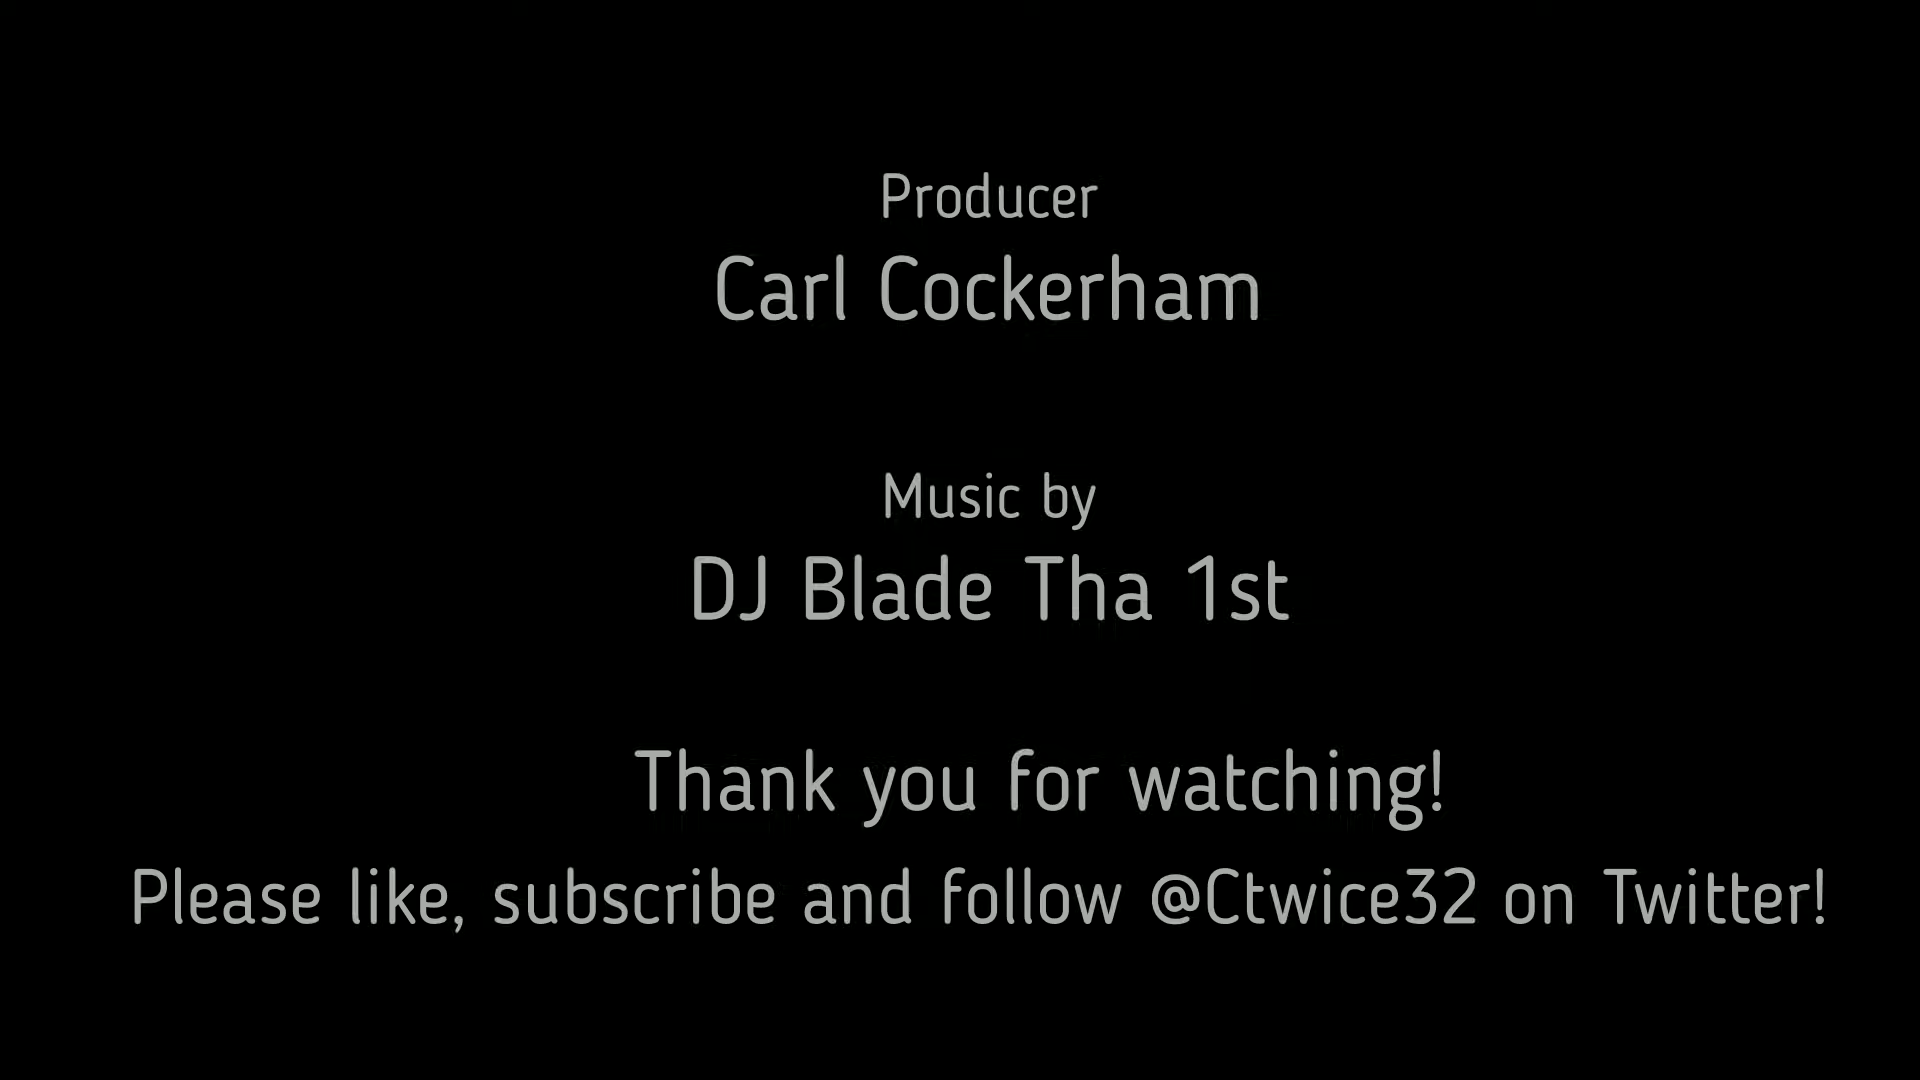 Producer
Carl Cockerham
Music by
DJ Blade Tha 1st
Thank you for watching!
Please like, subscribe and follow @Ctwice32 on Twitter!